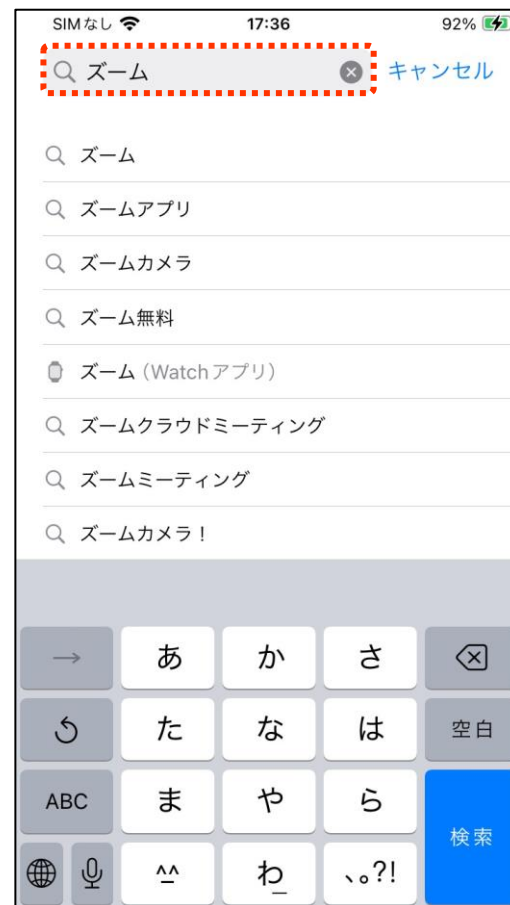 SIMなし 17:36 92%
ズーム キャンセル
ズーム
ズームアプリ
ズームカメラ
ズーム無料
ズーム（Watchアプリ）
ズームクラウドミーティング
ズームミーティング
ズームカメラ！
→ あ か さ
た な は 空白
ABC ま や ら
^^ わ 、。?! 検索